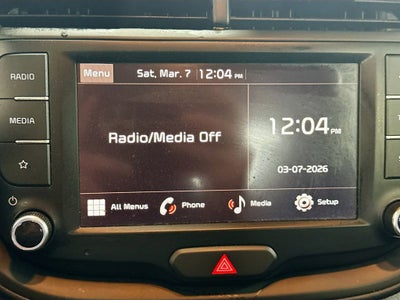 RADIO
MEDIA
Menu Sat, Mar. 7 12:04 PM
Radio/Media Off
12:04 PM
03-07-2026
All Menus Phone Media Setup